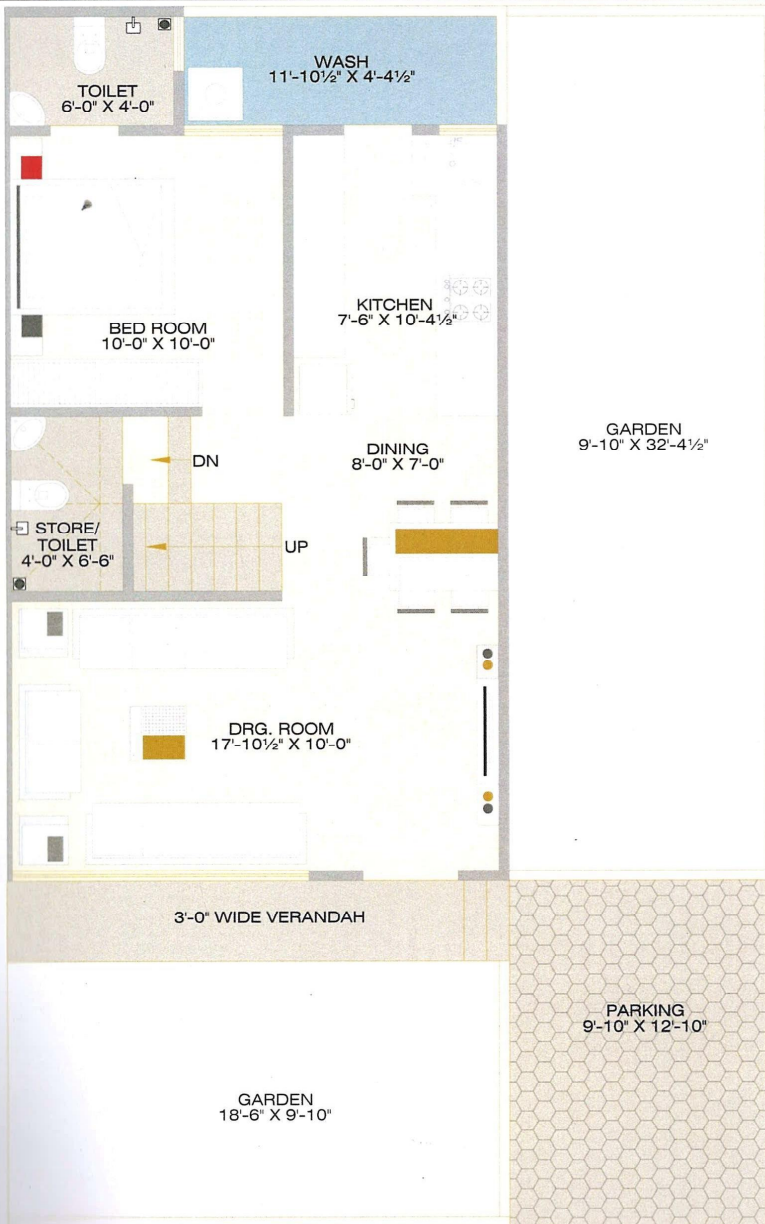 WASH
11'-10½" X 4'-4½"
TOILET
6'-0" X 4'-0"
KITCHEN
7'-6" X 10'-4½"
BED ROOM
10'-0" X 10'-0"
GARDEN
9'-10" X 32'-4½"
DINING
8'-0" X 7'-0"
DN
STORE/
TOILET
4'-0" X 6'-6"
UP
DRG. ROOM
17'-10½" X 10'-0"
3'-0" WIDE VERANDAH
PARKING
9'-10" X 12'-10"
GARDEN
18'-6" X 9'-10"